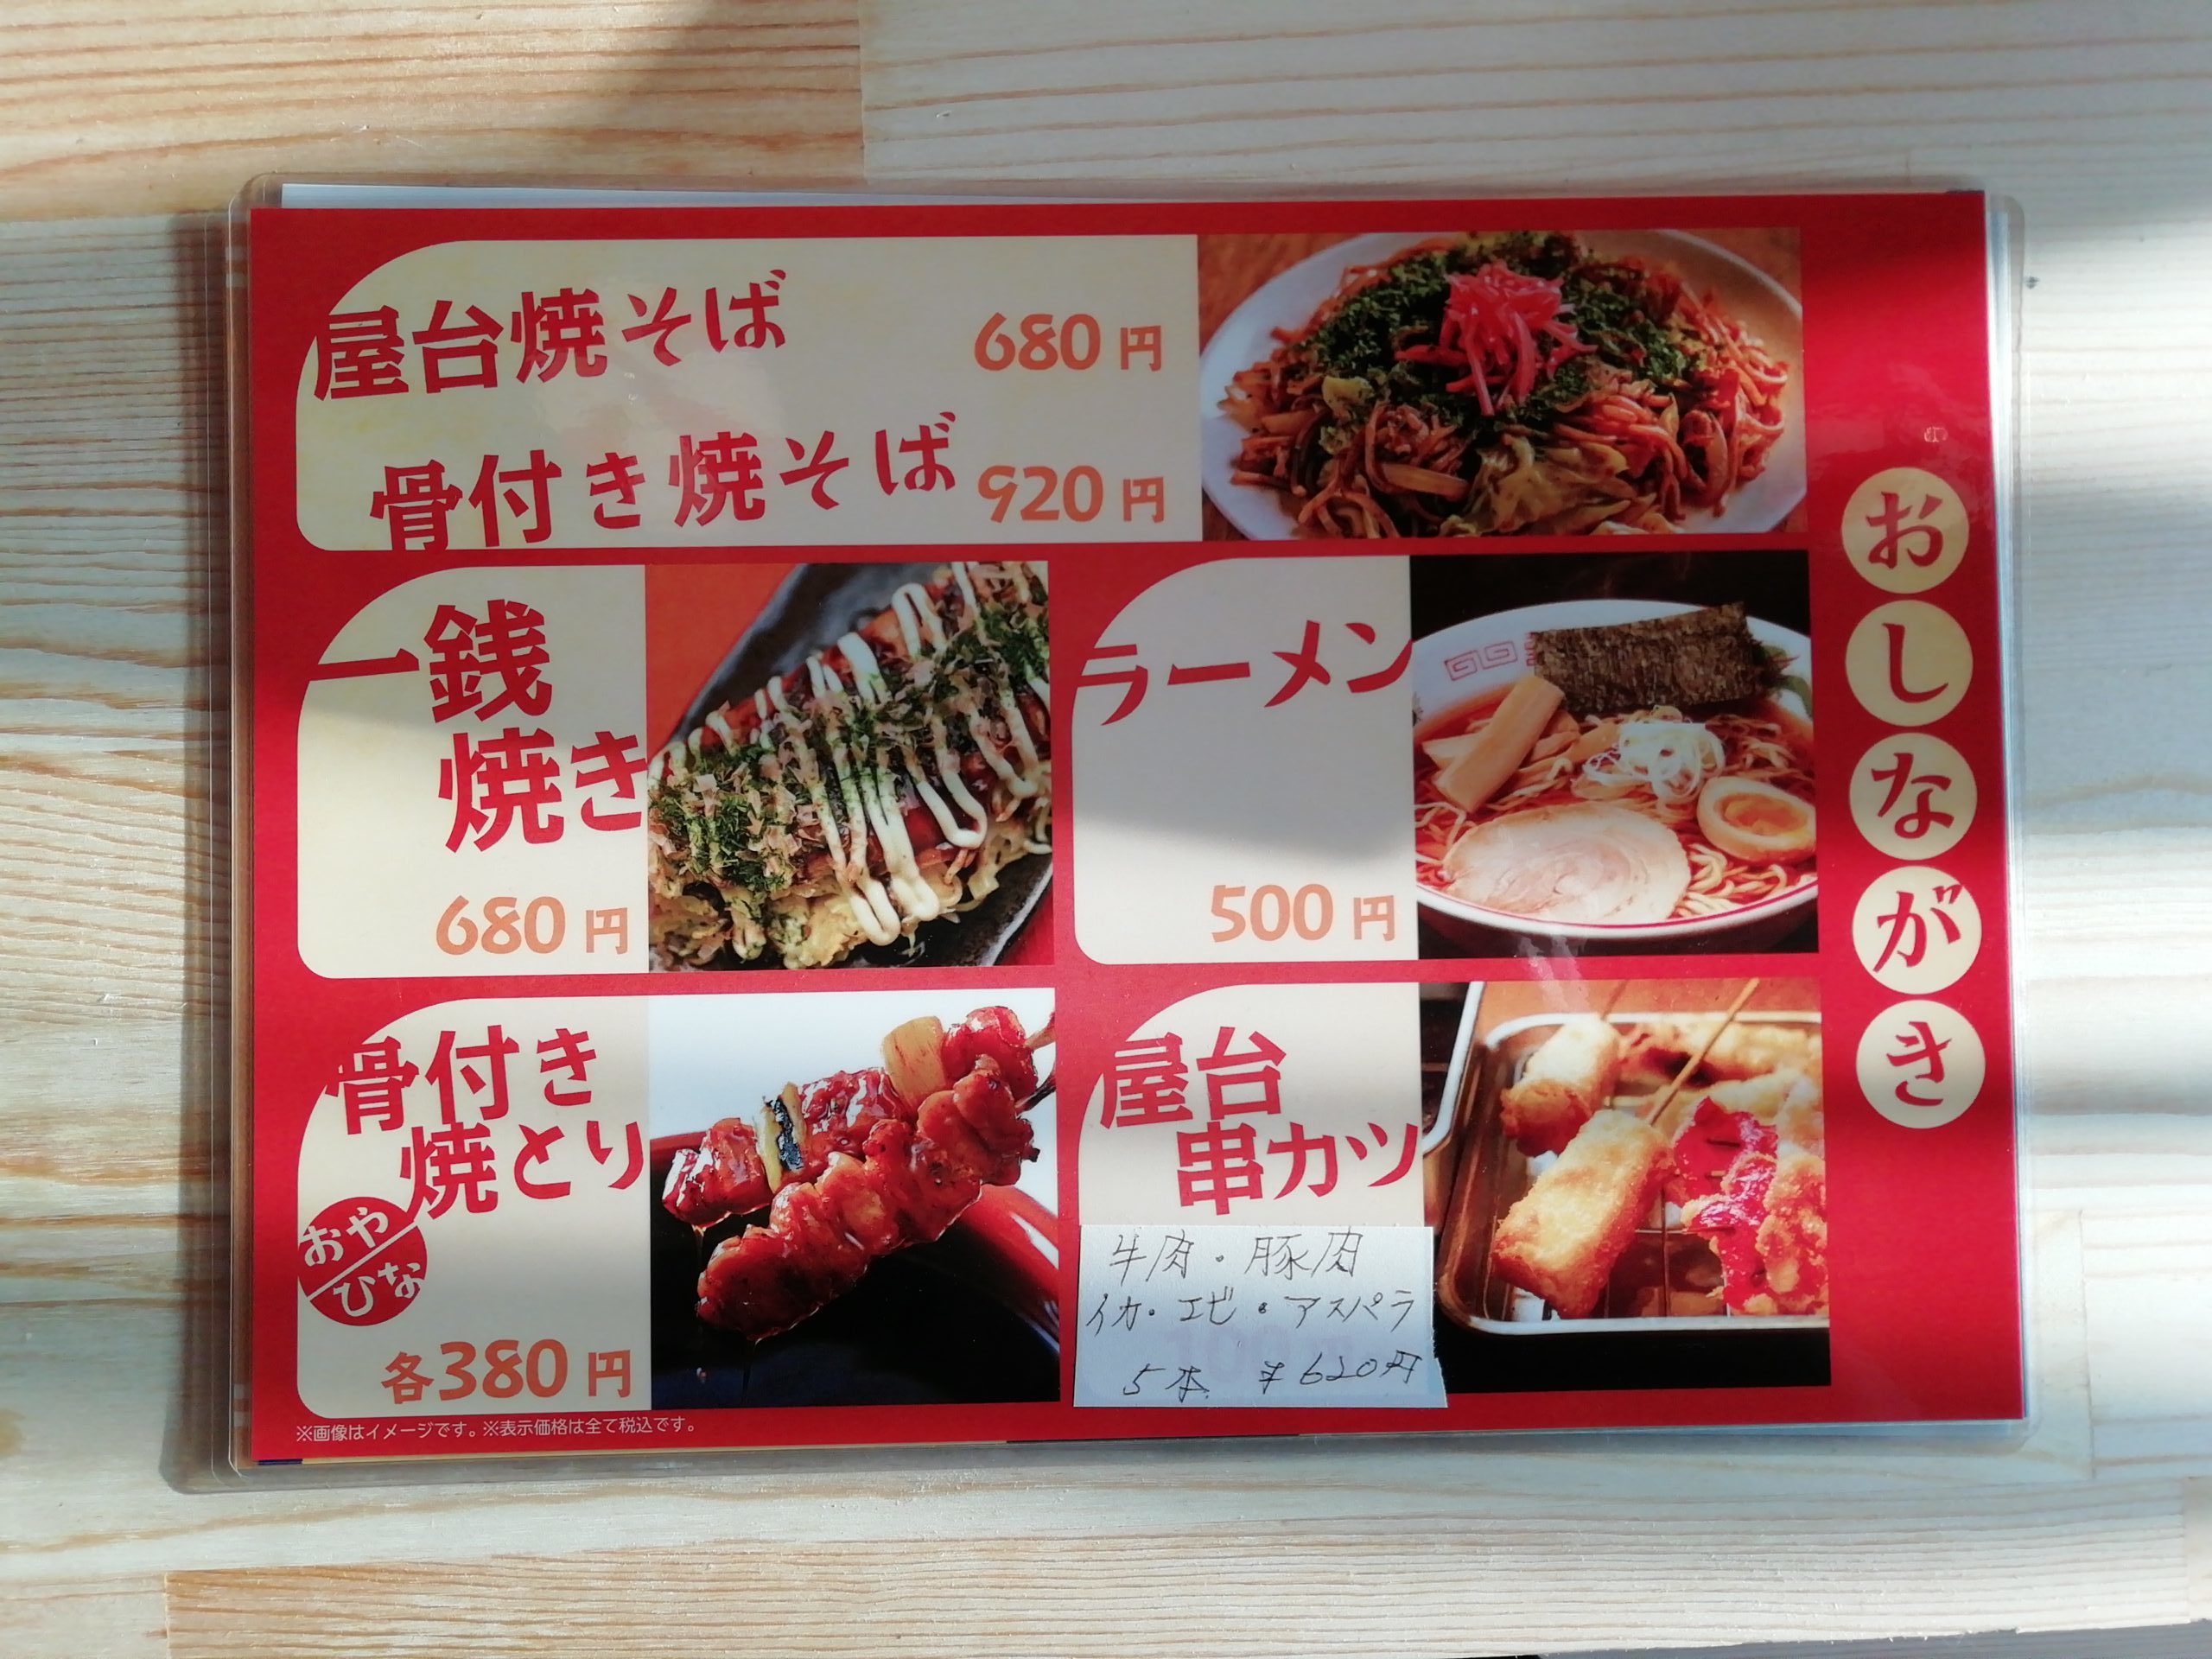 おしながき
屋台焼そば 680円
骨付き焼そば 920円
一銭
焼き
680円
ラーメン
500円
骨付き
焼とり
おや
ひな
各380円
屋台
串カツ
牛肉・豚肉
イカ・エビ・アスパラ
5本 ¥620円
※画像はイメージです。※表示価格は全て税込です。